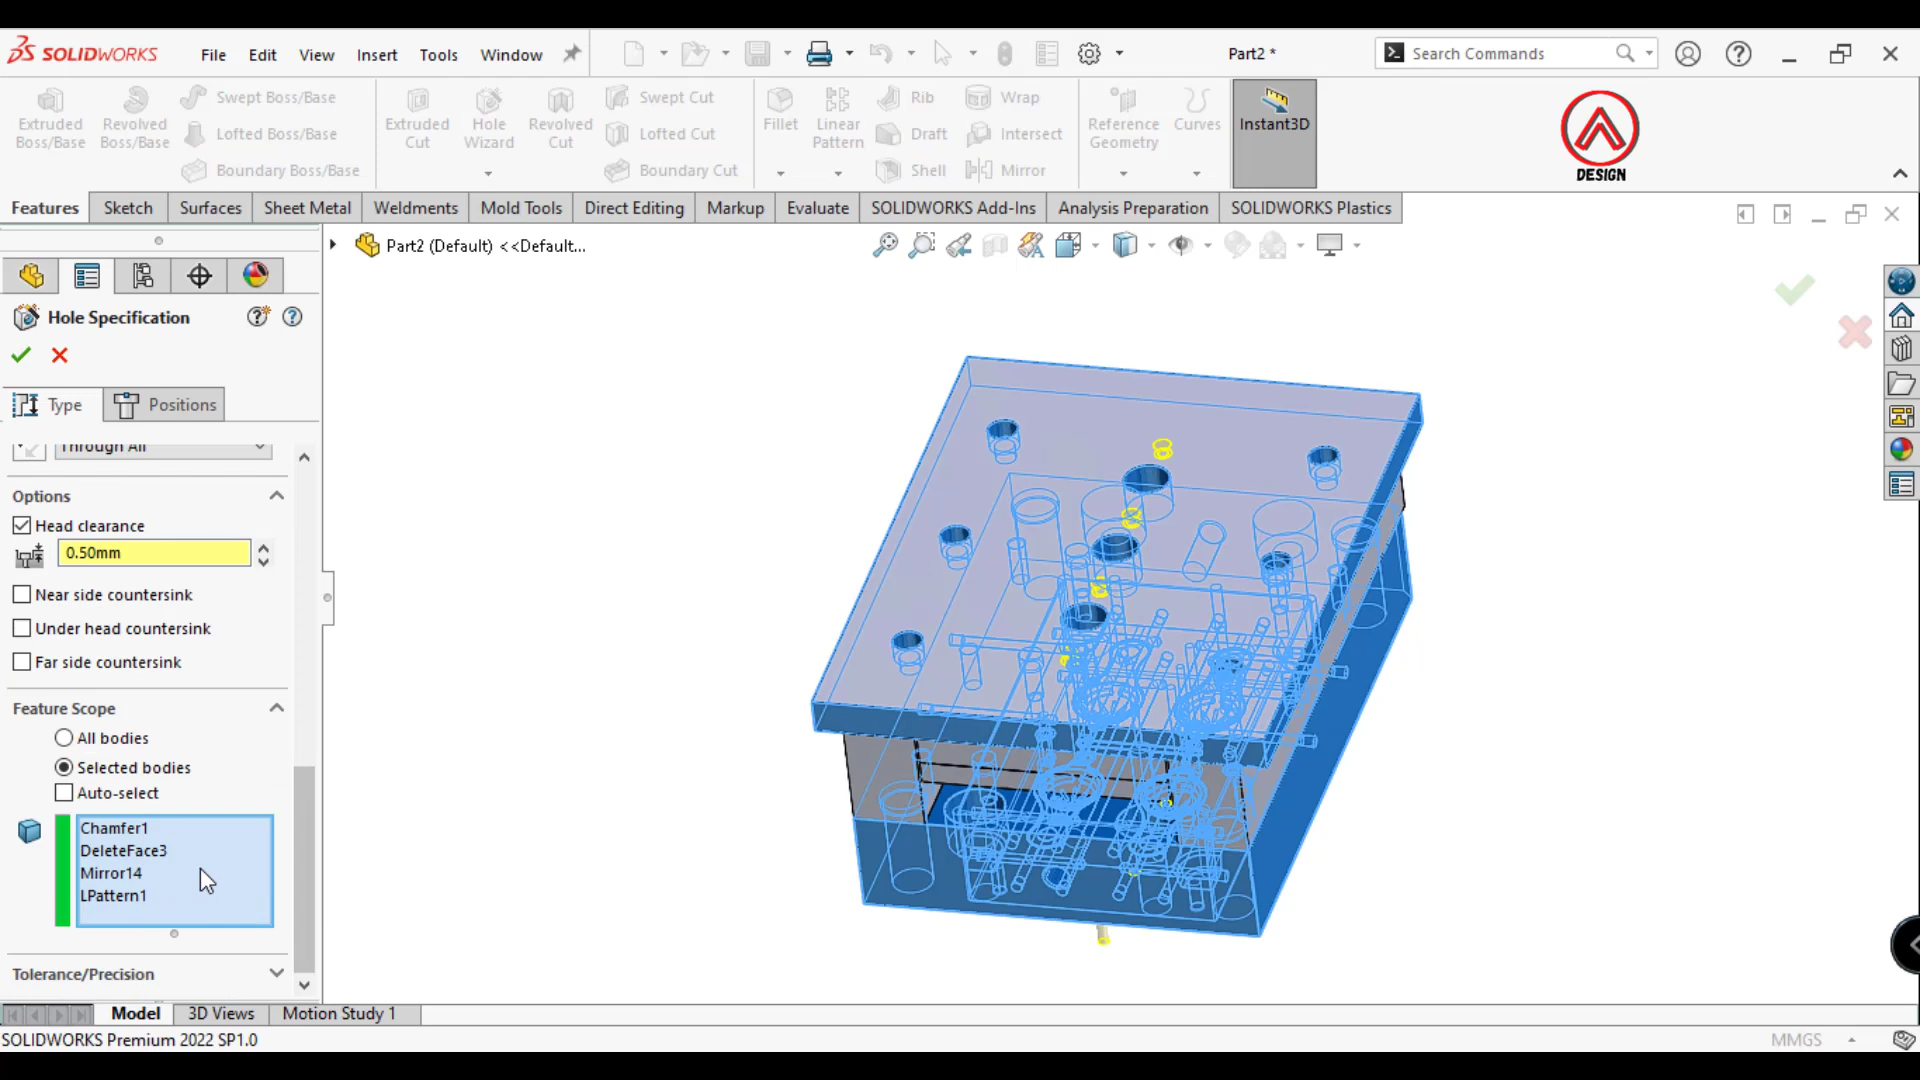 SOLIDWORKS
File Edit View Insert Tools Window
Part2 *
Search Commands
Extruded Boss/Base
Revolved Boss/Base
Swept Boss/Base
Lofted Boss/Base
Boundary Boss/Base
Extruded Cut
Hole Wizard
Revolved Cut
Swept Cut
Lofted Cut
Boundary Cut
Fillet
Linear Pattern
Rib
Draft
Shell
Wrap
Intersect
Mirror
Reference Geometry
Curves
Instant3D
DESIGN
Features Sketch Surfaces Sheet Metal Weldments Mold Tools Direct Editing Markup Evaluate SOLIDWORKS Add-Ins Analysis Preparation SOLIDWORKS Plastics
Part2 (Default) <<Default...
Hole Specification
Type Positions
Through All
Options
Head clearance
0.50mm
Near side countersink
Under head countersink
Far side countersink
Feature Scope
All bodies
Selected bodies
Auto-select
Chamfer1
DeleteFace3
Mirror14
LPattern1
Tolerance/Precision
Model 3D Views Motion Study 1
SOLIDWORKS Premium 2022 SP1.0
MMGS